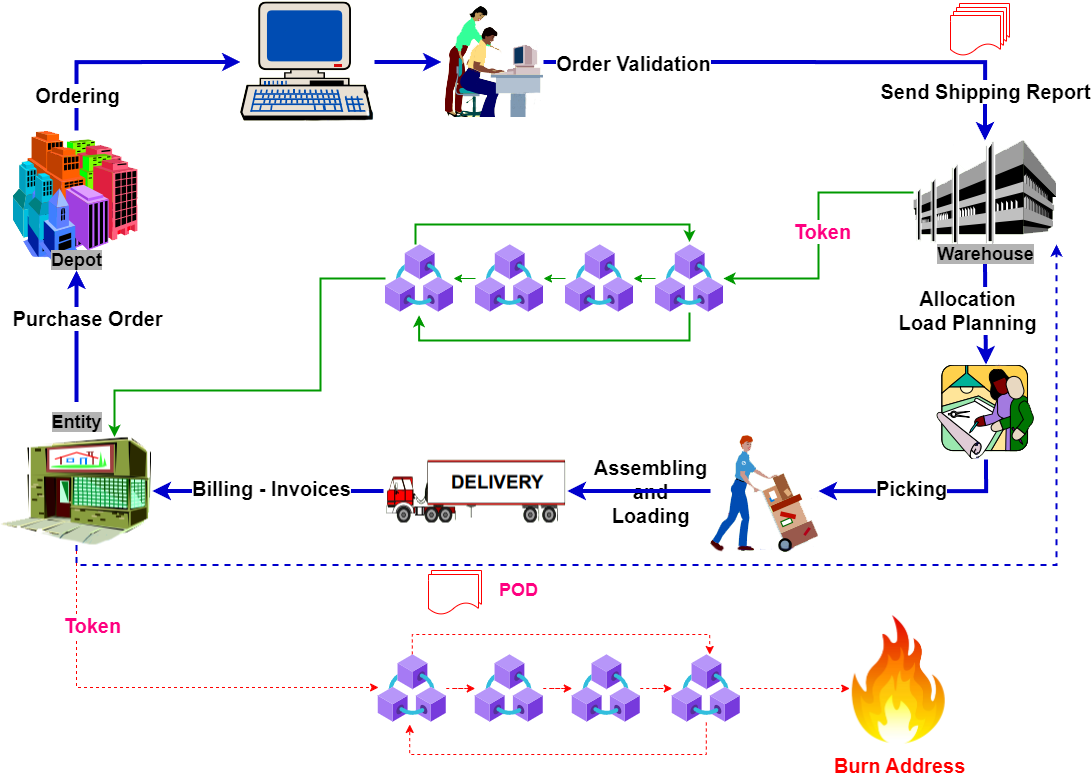 Order Validation
Ordering
Send Shipping Report
Depot
Token
Warehouse
Purchase Order
Allocation
Load Planning
Entity
Billing - Invoices
DELIVERY
Assembling
and
Loading
Picking
POD
Token
Burn Address